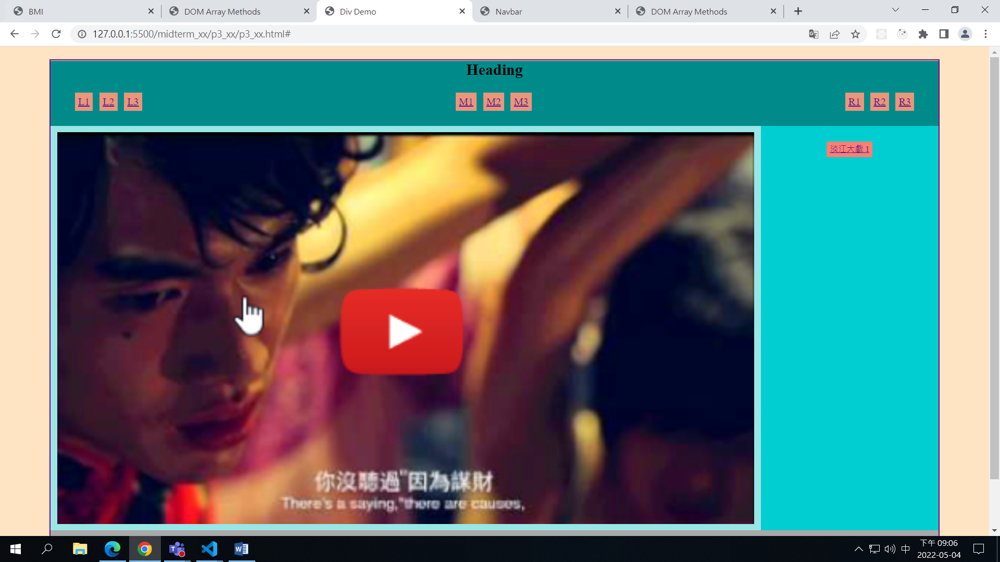 BMI
DOM Array Methods
Div Demo
Navbar
DOM Array Methods
127.0.0.1:5500/midterm_xx/p3_xx/p3_xx.html#
Heading
L1 L2 L3 M1 M2 M3 R1 R2 R3
淡江大戲 1
你沒聽過"因為謀財
There's a saying,"there are causes,
中
下午 09:06
2022-05-04